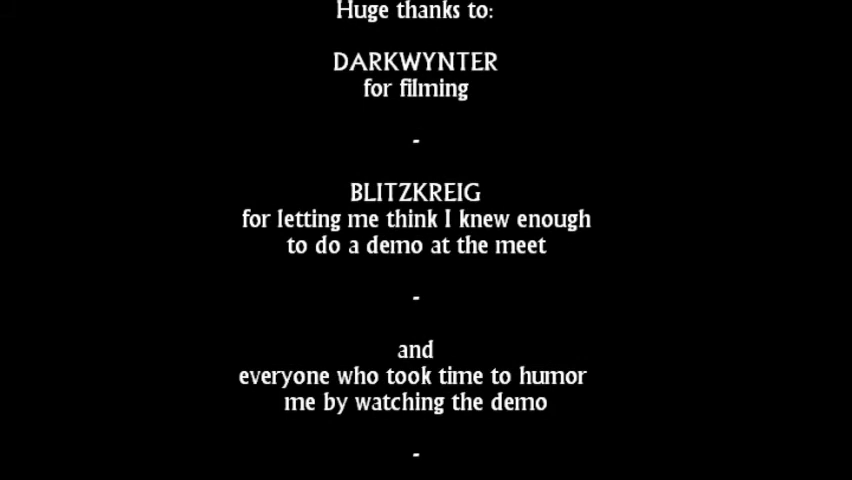 Huge thanks to:
DARKWYNTER
for filming
-
BLITZKREIG
for letting me think I knew enough
to do a demo at the meet
-
and
everyone who took time to humor
me by watching the demo
-